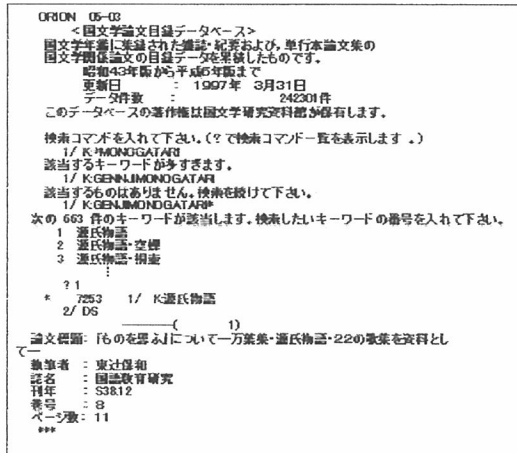 ORION 05-03
<国文学論文目録データベース>
国文学年鑑に集録された雑誌・紀要および,単行本論文集の
国文学関係論文の目録データを累積したものです。
昭和43年版から平成5年版まで
更新日 : 1997年 3月31日
データ件数 : 242301件
このデータベースの著作権は国文学研究資料館が保有します。
検索コマンドを入れて下さい。(?で検索コマンド一覧を表示します.)
1/ K:*MONOGATARI
該当するキーワードが多すぎます。
1/ K:GENNJIMONOGATARI
該当するものはありません。検索を続けて下さい。
1/ K:GENJIMONOGATARI*
次の 663 件のキーワードが該当します。検索したいキーワードの番号を入れて下さい。
1 源氏物語
2 源氏物語・空蝉
3 源氏物語・桐壷
:
?1
* 7253 1/ K:源氏物語
2/ DS
————( 1)
論文標題:「ものを思ふ」について―万葉集・源氏物語・22の歌集を資料とし
て―
執筆者 : 東辻保和
誌名 : 国語教育研究
刊年 : S38.12
巻号 : 8
ページ数: 11
***